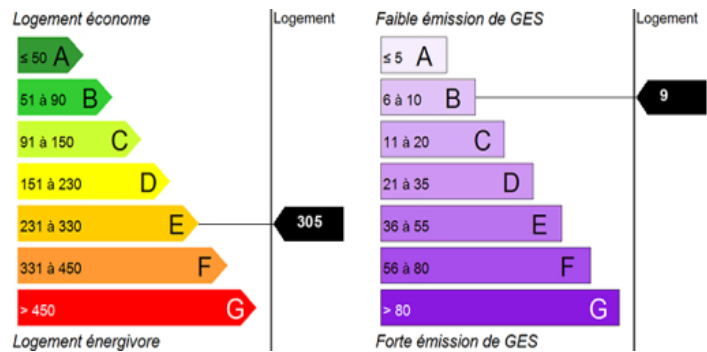 Logement économe
Logement
≤ 50 A
51 à 90 B
91 à 150 C
151 à 230 D
231 à 330 E
305
331 à 450 F
> 450 G
Logement énergivore
Faible émission de GES
Logement
≤ 5 A
6 à 10 B
9
11 à 20 C
21 à 35 D
36 à 55 E
56 à 80 F
> 80 G
Forte émission de GES